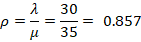 ρ = λ/μ = 30/35 = 0.857